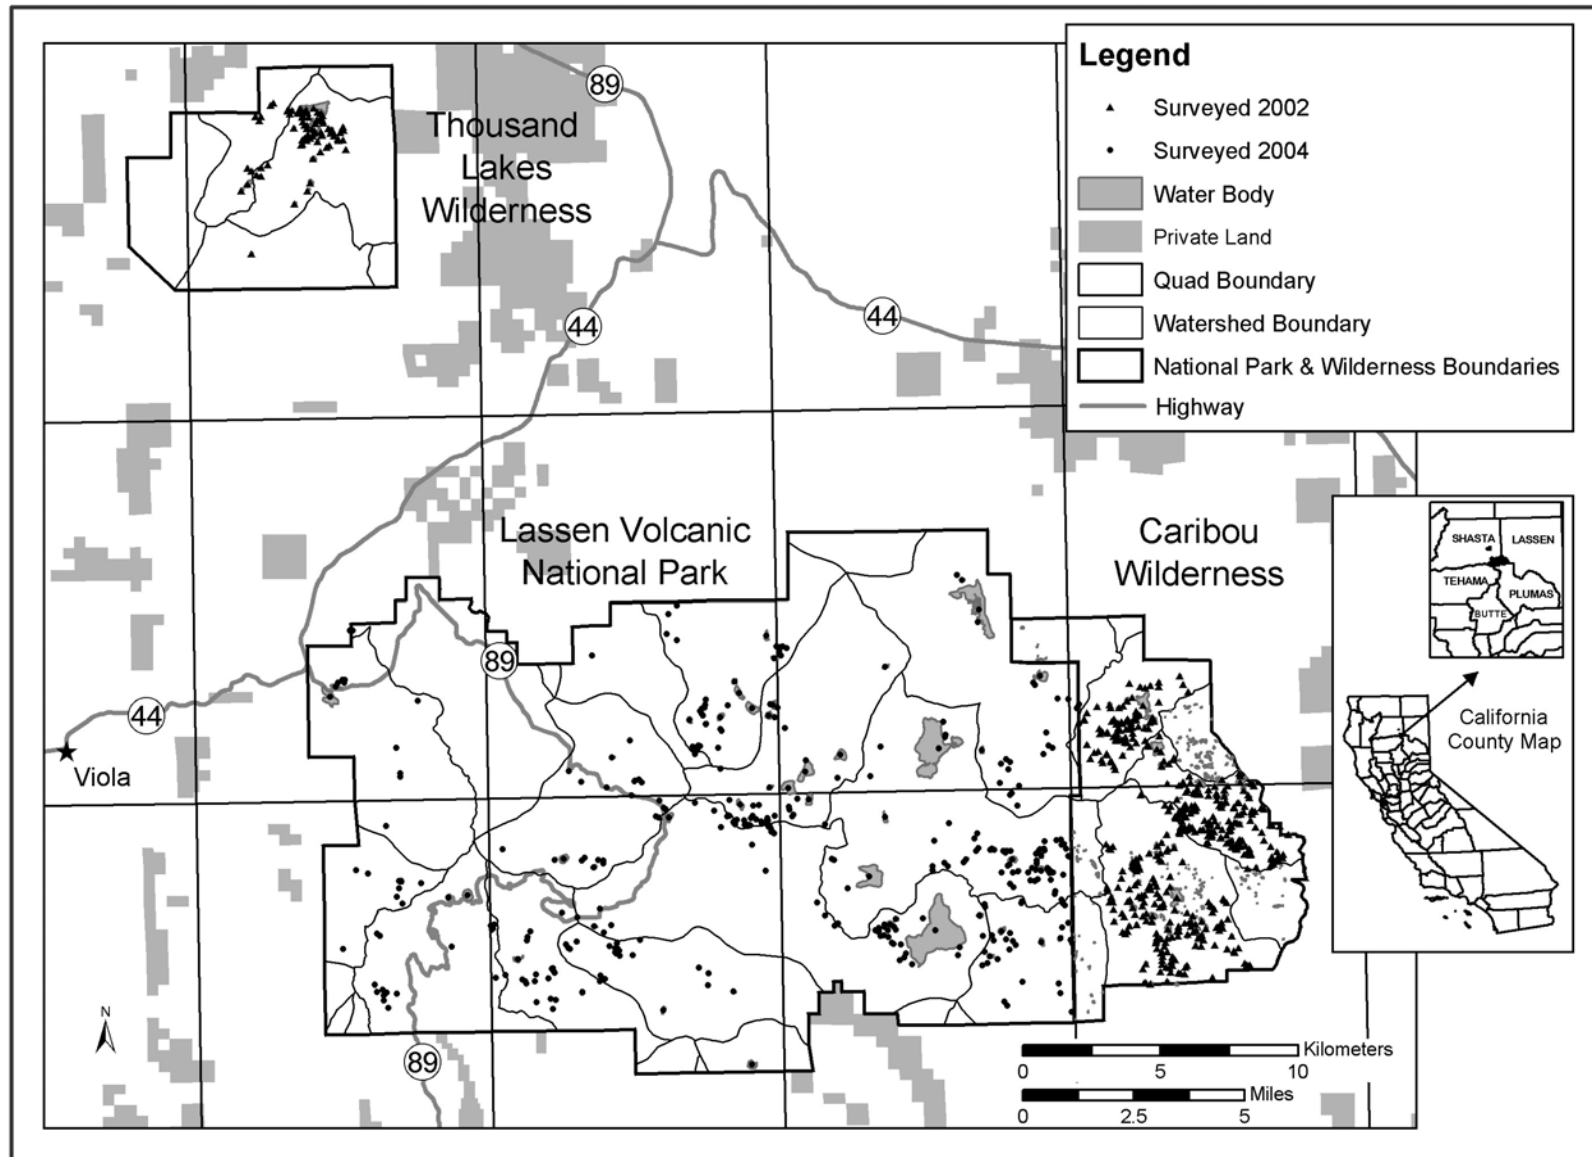 89
Thousand
Lakes
Wilderness
44
44
Legend
Surveyed 2002
Surveyed 2004
Water Body
Private Land
Quad Boundary
Watershed Boundary
National Park & Wilderness Boundaries
Highway
Lassen Volcanic
National Park
Caribou
Wilderness
SHASTA
LASSEN
TEHAMA
PLUMAS
BUTTE
California
County Map
89
44
Viola
N
89
Kilometers
0
5
10
Miles
0
2.5
5